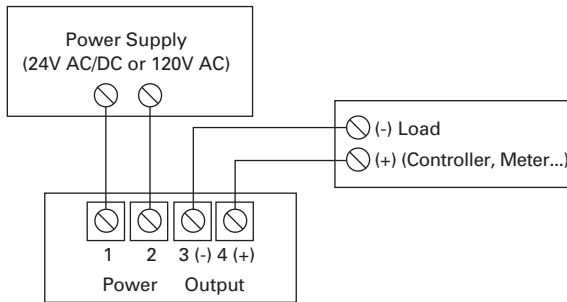 Power Supply
(24V AC/DC or 120V AC)
(-) Load
(+) (Controller, Meter...)
1 2 3 (-) 4 (+)
Power Output